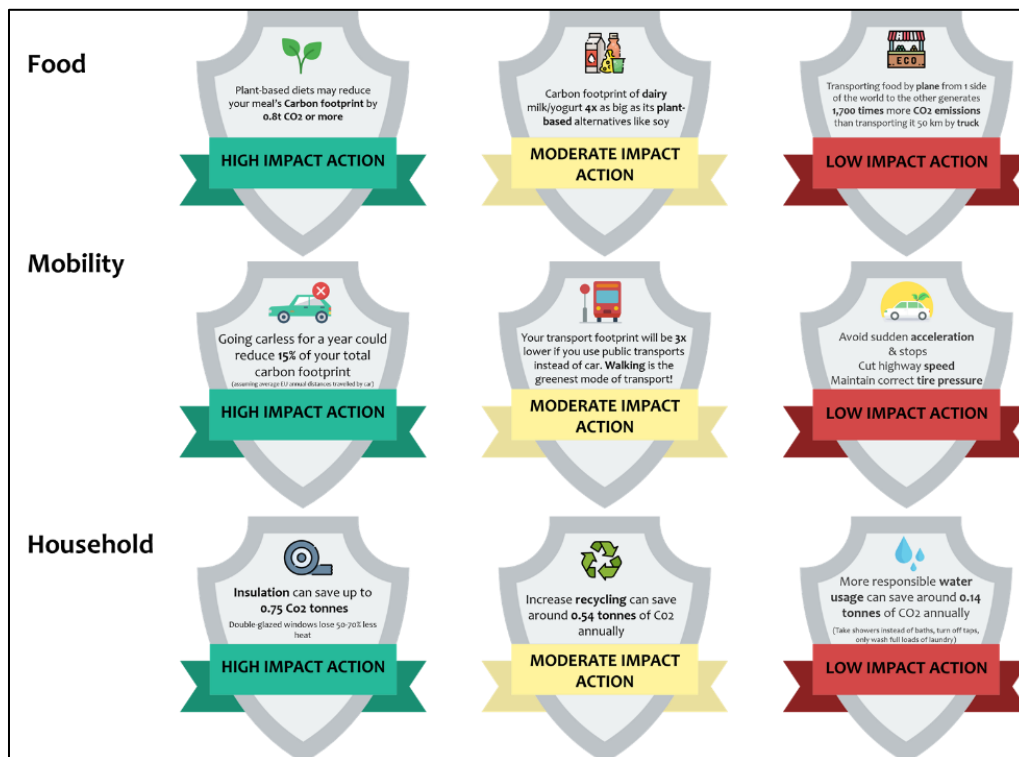 Food
Plant-based diets may reduce
your meal's Carbon footprint by
0.8t CO2 or more
HIGH IMPACT ACTION
Carbon footprint of dairy
milk/yogurt 4x as big as its plant-
based alternatives like soy
MODERATE IMPACT
ACTION
ECO
Transporting food by plane from 1 side
of the world to the other generates
1,700 times more CO2 emissions
than transporting it 50 km by truck
LOW IMPACT ACTION
Mobility
Going carless for a year could
reduce 15% of your total
carbon footprint
(assuming average EU annual distances travelled by car)
HIGH IMPACT ACTION
Your transport footprint will be 3x
lower if you use public transports
instead of car. Walking is the
greenest mode of transport!
MODERATE IMPACT
ACTION
Avoid sudden acceleration
& stops
Cut highway speed
Maintain correct tire pressure
LOW IMPACT ACTION
Household
Insulation can save up to
0.75 Co2 tonnes
Double-glazed windows lose 50-70% less
heat
HIGH IMPACT ACTION
Increase recycling can save
around 0.54 tonnes of Co2
annually
MODERATE IMPACT
ACTION
More responsible water
usage can save around 0.14
tonnes of CO2 annually
(Take showers instead of baths, turn off taps,
only wash full loads of laundry)
LOW IMPACT ACTION